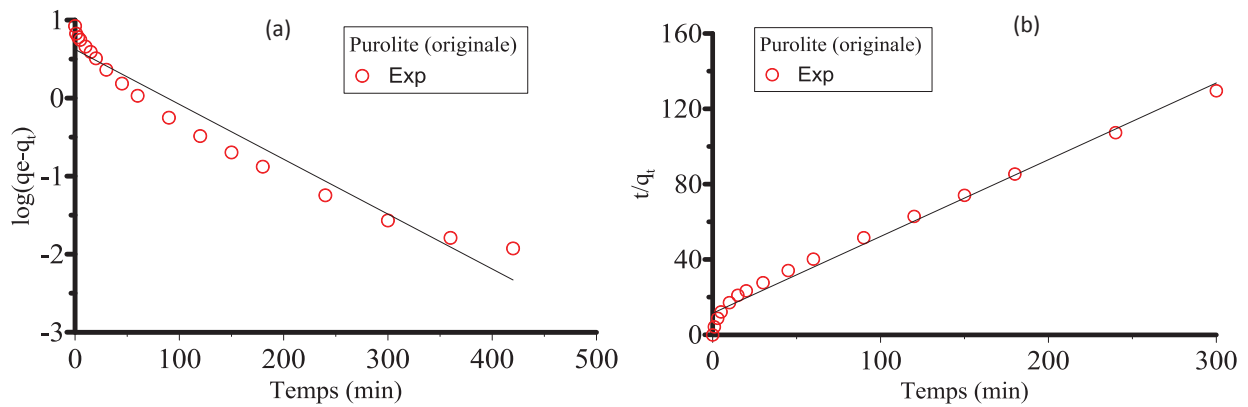 (a)
Purolite (originale)
Exp
1
0
-1
-2
-3
log(qe-qt)
0 100 200 300 400 500
Temps (min)
(b)
Purolite (originale)
Exp
160
120
80
40
0
t/qt
0 100 200 300
Temps (min)